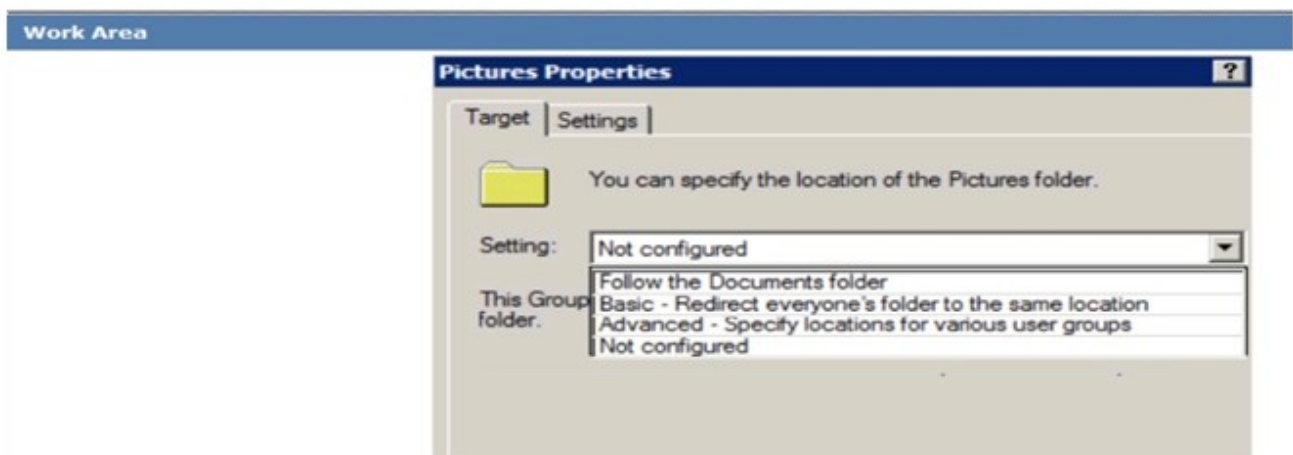 Work Area
Pictures Properties ?
Target Settings
You can specify the location of the Pictures folder.
Setting: Not configured
Follow the Documents folder
This Group Basic - Redirect everyone's folder to the same location
folder. Advanced - Specify locations for various user groups
Not configured